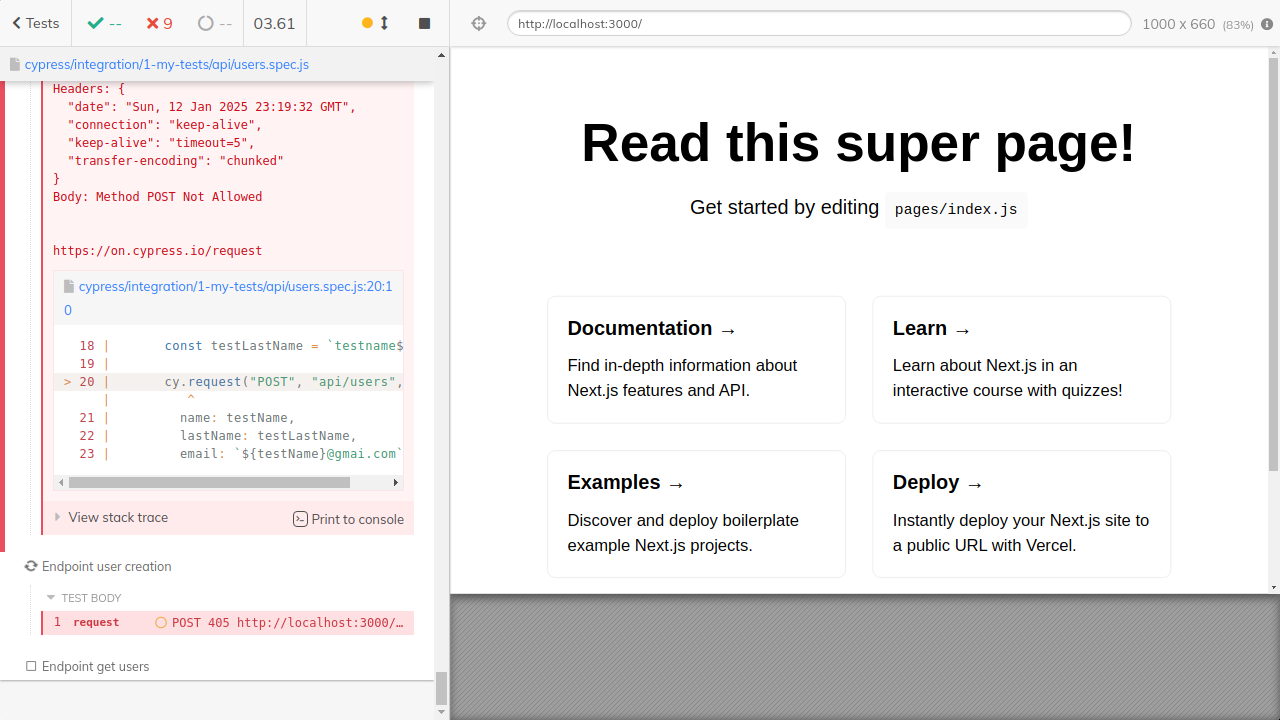 Tests
--
9
--
03.61
http://localhost:3000/
1000 x 660 (83%)
cypress/integration/1-my-tests/api/users.spec.js
Headers: {
"date": "Sun, 12 Jan 2025 23:19:32 GMT",
"connection": "keep-alive",
"keep-alive": "timeout=5",
"transfer-encoding": "chunked"
}
Body: Method POST Not Allowed
https://on.cypress.io/request
cypress/integration/1-my-tests/api/users.spec.js:20:1
0
18 | const testLastName = `testname$
19 |
> 20 | cy.request("POST", "api/users",
| ^
21 | name: testName,
22 | lastName: testLastName,
23 | email: `${testName}@gmai.com`
View stack trace
Print to console
Endpoint user creation
TEST BODY
1 request POST 405 http://localhost:3000/…
Endpoint get users
Read this super page!
Get started by editing pages/index.js
Documentation →
Find in-depth information about
Next.js features and API.
Learn →
Learn about Next.js in an
interactive course with quizzes!
Examples →
Discover and deploy boilerplate
example Next.js projects.
Deploy →
Instantly deploy your Next.js site to
a public URL with Vercel.